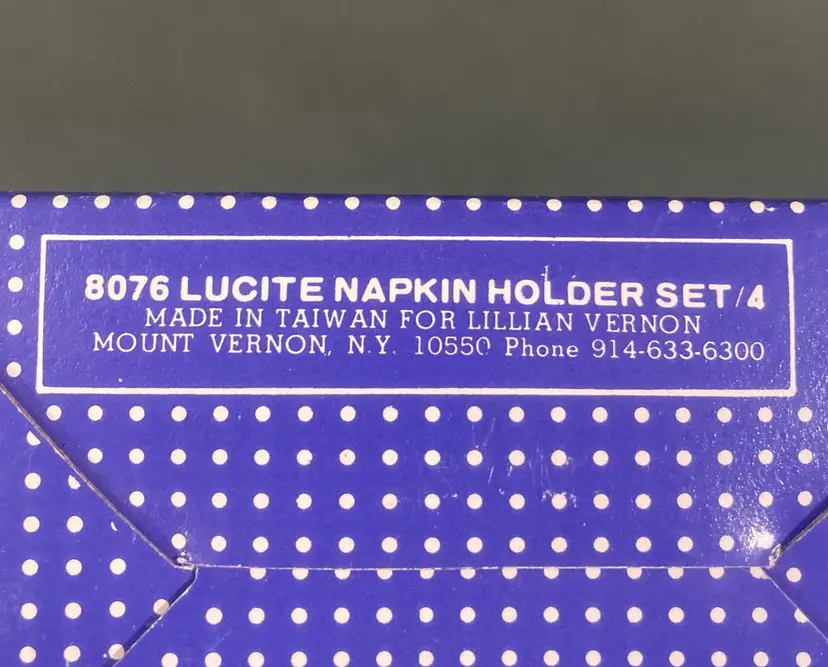 8076 LUCITE NAPKIN HOLDER SET/4
MADE IN TAIWAN FOR LILLIAN VERNON
MOUNT VERNON, N.Y. 10550 Phone 914-633-6300